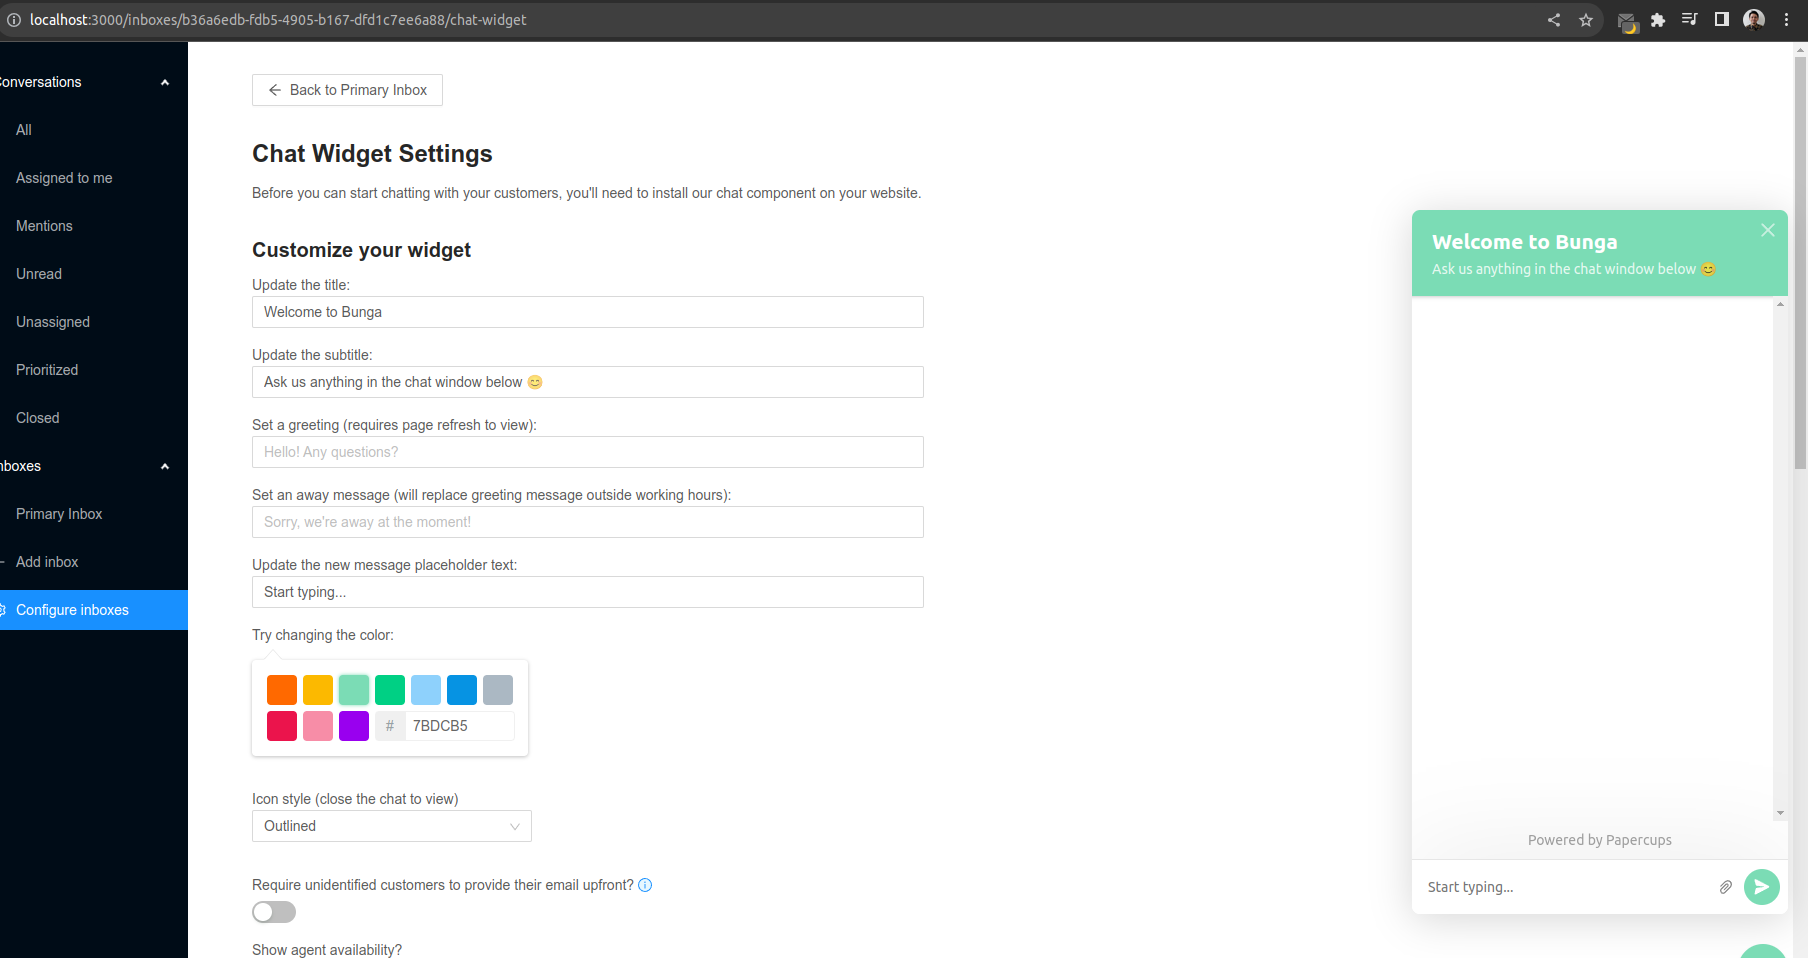 localhost:3000/inboxes/b36a6edb-fdb5-4905-b167-dfd1c7ee6a88/chat-widget
onversations
All
Assigned to me
Mentions
Unread
Unassigned
Prioritized
Closed
nboxes
Primary Inbox
Add inbox
Configure inboxes
Back to Primary Inbox
Chat Widget Settings
Before you can start chatting with your customers, you'll need to install our chat component on your website.
Customize your widget
Update the title:
Welcome to Bunga
Update the subtitle:
Ask us anything in the chat window below 😊
Set a greeting (requires page refresh to view):
Hello! Any questions?
Set an away message (will replace greeting message outside working hours):
Sorry, we're away at the moment!
Update the new message placeholder text:
Start typing...
Try changing the color:
# 7BDCB5
Icon style (close the chat to view)
Outlined
Require unidentified customers to provide their email upfront?
Show agent availability?
Welcome to Bunga
Ask us anything in the chat window below 😊
Powered by Papercups
Start typing...